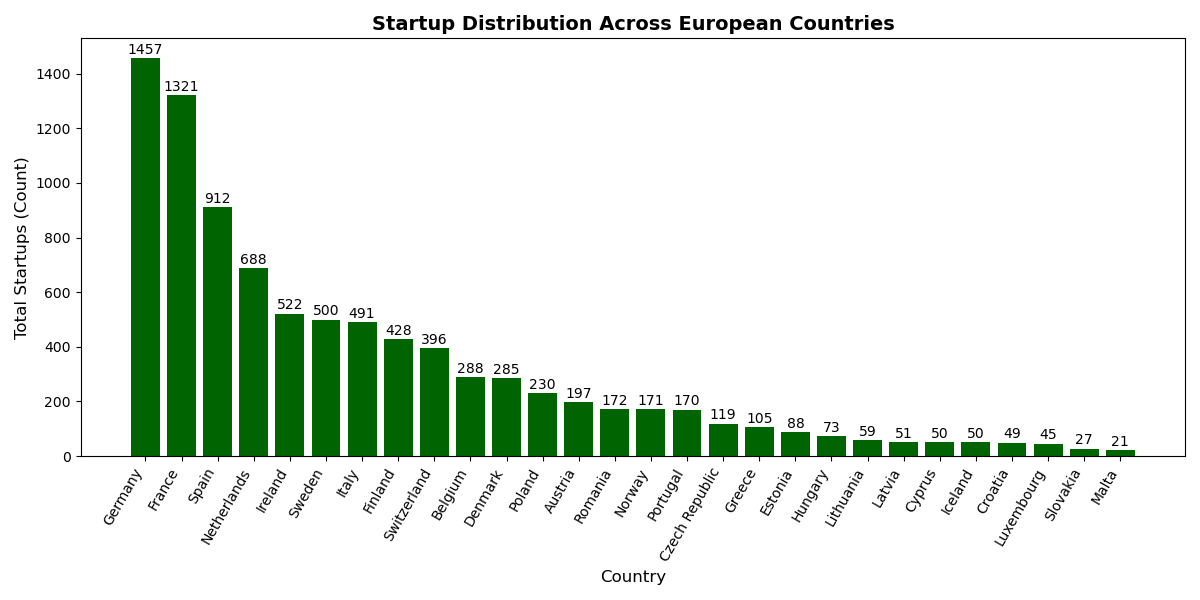 Startup Distribution Across European Countries
Total Startups (Count)
1400
1200
1000
800
600
400
200
0
1457
1321
912
688
522
500
491
428
396
288
285
230
197
172
171
170
119
105
88
73
59
51
50
50
49
45
27
21
Germany
France
Spain
Netherlands
Ireland
Sweden
Italy
Finland
Switzerland
Belgium
Denmark
Poland
Austria
Romania
Norway
Portugal
Czech Republic
Greece
Estonia
Hungary
Lithuania
Latvia
Cyprus
Iceland
Croatia
Luxembourg
Slovakia
Malta
Country